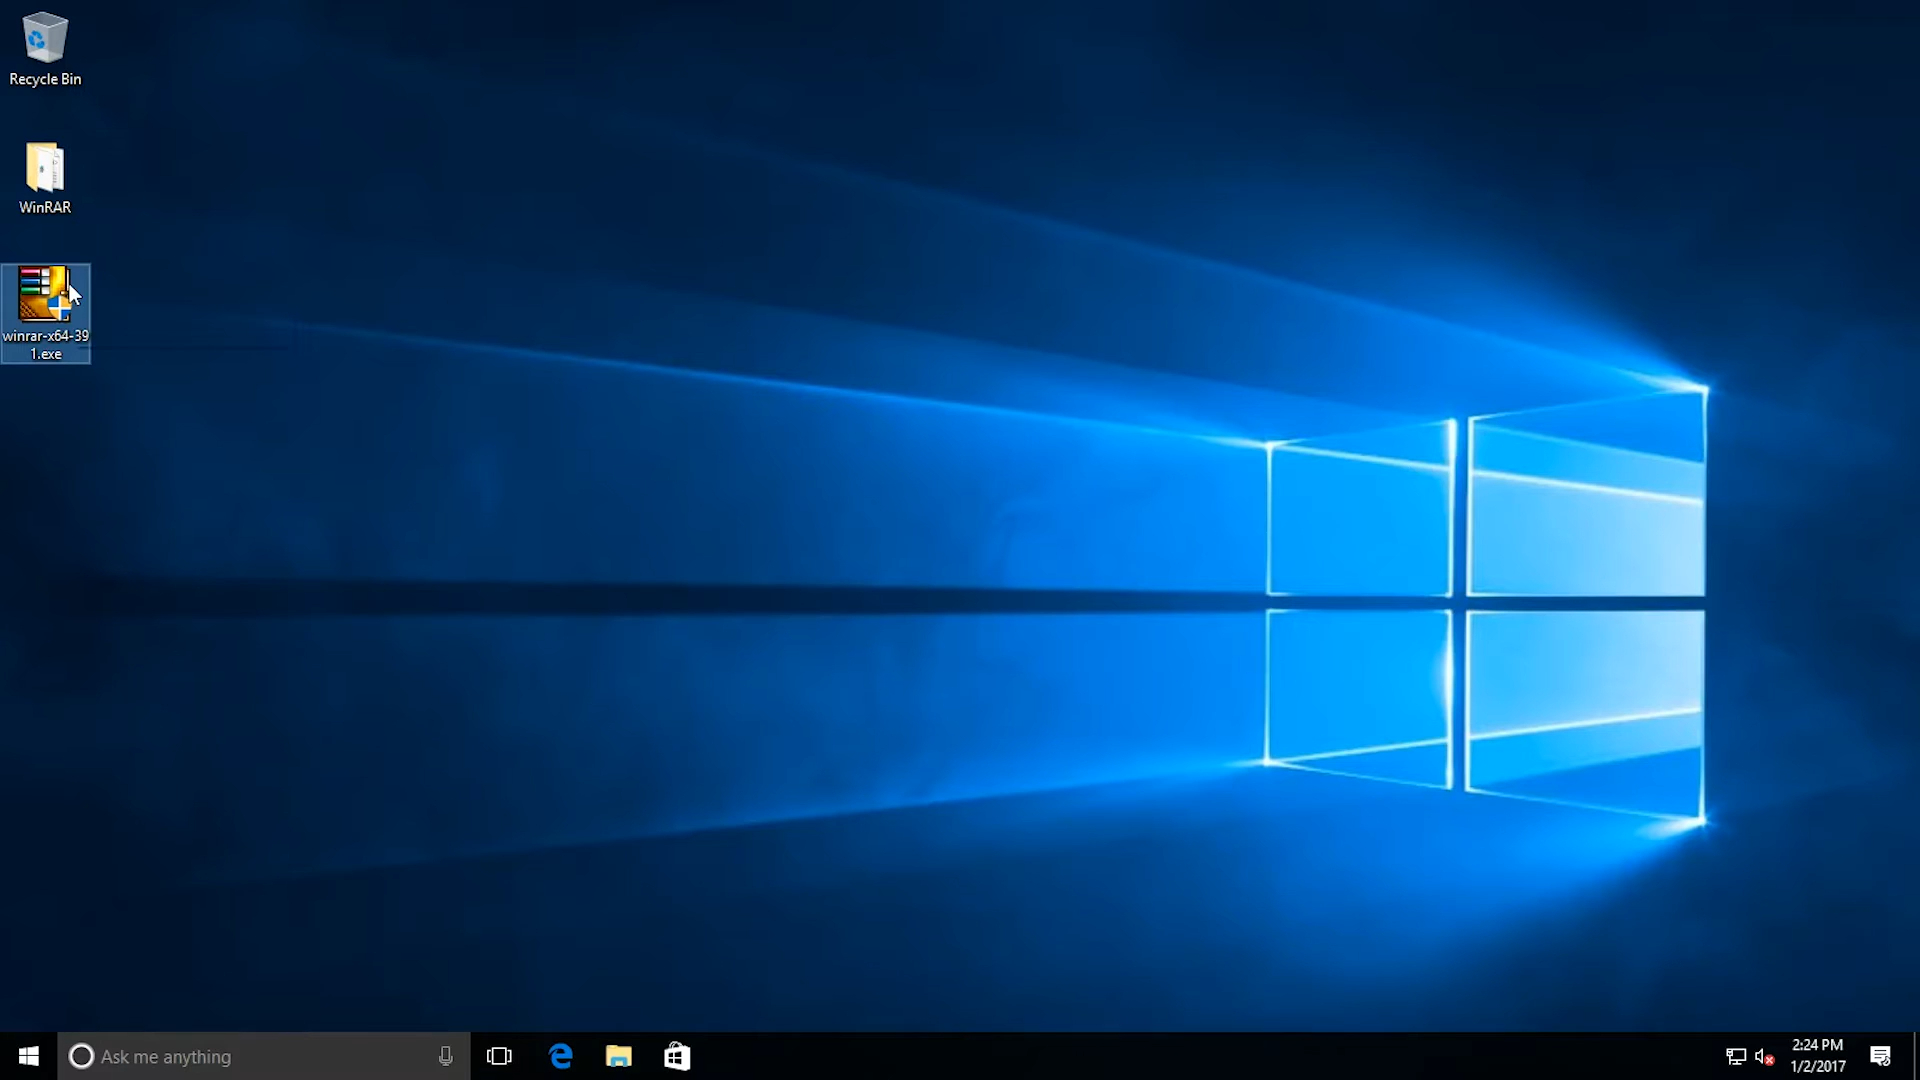 Recycle Bin
WinRAR
winrar-x64-39
1.exe
Ask me anything
2:24 PM
1/2/2017